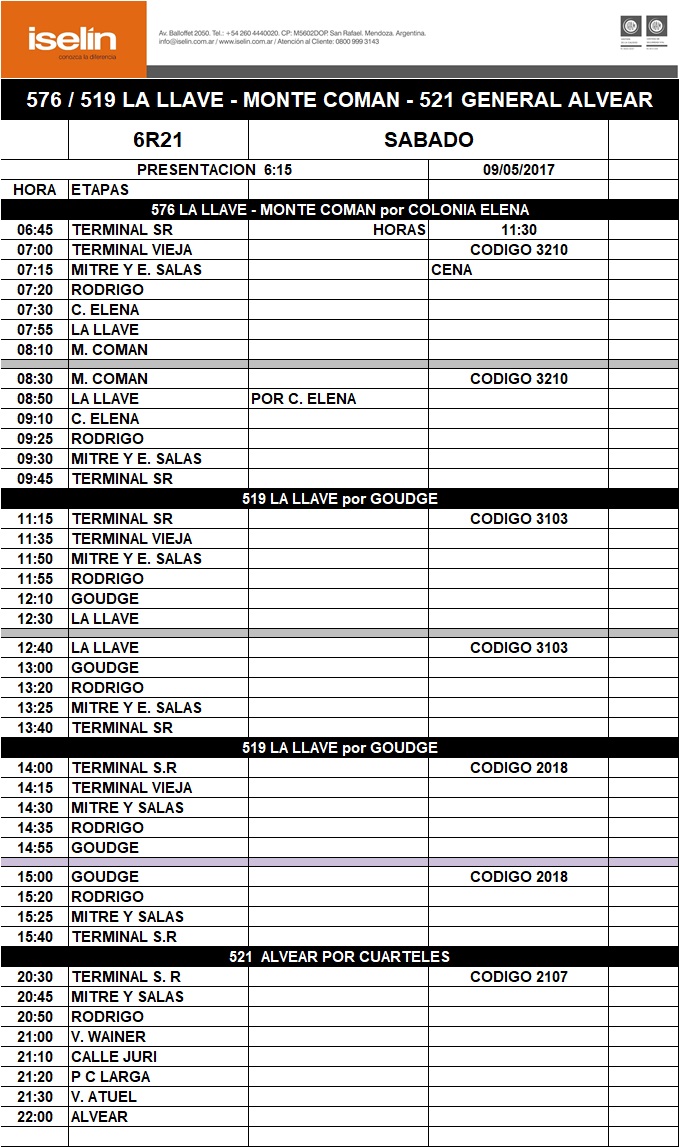 iselín
conozca la diferencia
Av. Balloffet 2050. Tel.: +54 260 4440020. CP: M5602DOP. San Rafael. Mendoza. Argentina.
info@iselin.com.ar / www.iselin.com.ar / Atención al Cliente: 0800 999 3143
576 / 519 LA LLAVE - MONTE COMAN - 521 GENERAL ALVEAR
6R21 SABADO
PRESENTACION 6:15 09/05/2017
HORA ETAPAS
576 LA LLAVE - MONTE COMAN por COLONIA ELENA
06:45 TERMINAL SR HORAS 11:30
07:00 TERMINAL VIEJA CODIGO 3210
07:15 MITRE Y E. SALAS CENA
07:20 RODRIGO
07:30 C. ELENA
07:55 LA LLAVE
08:10 M. COMAN
08:30 M. COMAN CODIGO 3210
08:50 LA LLAVE POR C. ELENA
09:10 C. ELENA
09:25 RODRIGO
09:30 MITRE Y E. SALAS
09:45 TERMINAL SR
519 LA LLAVE por GOUDGE
11:15 TERMINAL SR CODIGO 3103
11:35 TERMINAL VIEJA
11:50 MITRE Y E. SALAS
11:55 RODRIGO
12:10 GOUDGE
12:30 LA LLAVE
12:40 LA LLAVE CODIGO 3103
13:00 GOUDGE
13:20 RODRIGO
13:25 MITRE Y E. SALAS
13:40 TERMINAL SR
519 LA LLAVE por GOUDGE
14:00 TERMINAL S.R CODIGO 2018
14:15 TERMINAL VIEJA
14:30 MITRE Y SALAS
14:35 RODRIGO
14:55 GOUDGE
15:00 GOUDGE CODIGO 2018
15:20 RODRIGO
15:25 MITRE Y SALAS
15:40 TERMINAL S.R
521 ALVEAR POR CUARTELES
20:30 TERMINAL S. R CODIGO 2107
20:45 MITRE Y SALAS
20:50 RODRIGO
21:00 V. WAINER
21:10 CALLE JURI
21:20 P C LARGA
21:30 V. ATUEL
22:00 ALVEAR